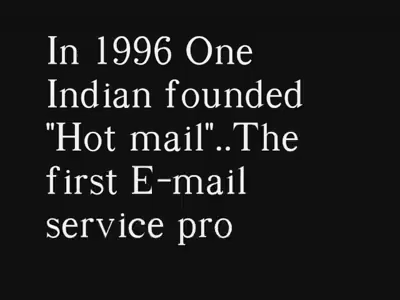 In 1996 One
Indian founded
"Hot mail"..The
first E-mail
service pro